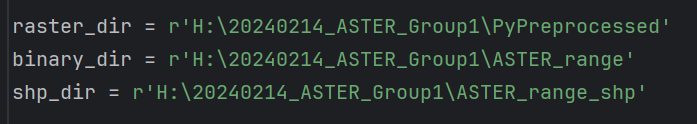 raster_dir = r'H:\20240214_ASTER_Group1\PyPreprocessed'
binary_dir = r'H:\20240214_ASTER_Group1\ASTER_range'
shp_dir = r'H:\20240214_ASTER_Group1\ASTER_range_shp'